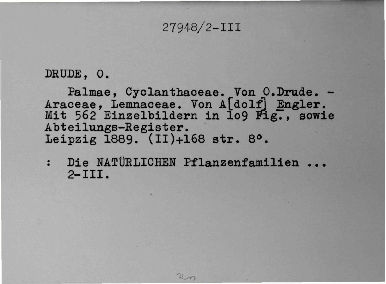 27948/2-III
DRUDE, O.
Palmae, Cyclanthaceae. Von O.Drude. -
Araceae, Lemnaceae. Von A[dolf] Engler.
Mit 562 Einzelbildern in lo9 Fig., sowie
Abteilungs-Register.
Leipzig 1889. (II)+168 str. 8°.
: Die NATÜRLICHEN Pflanzenfamilien ...
2-III.